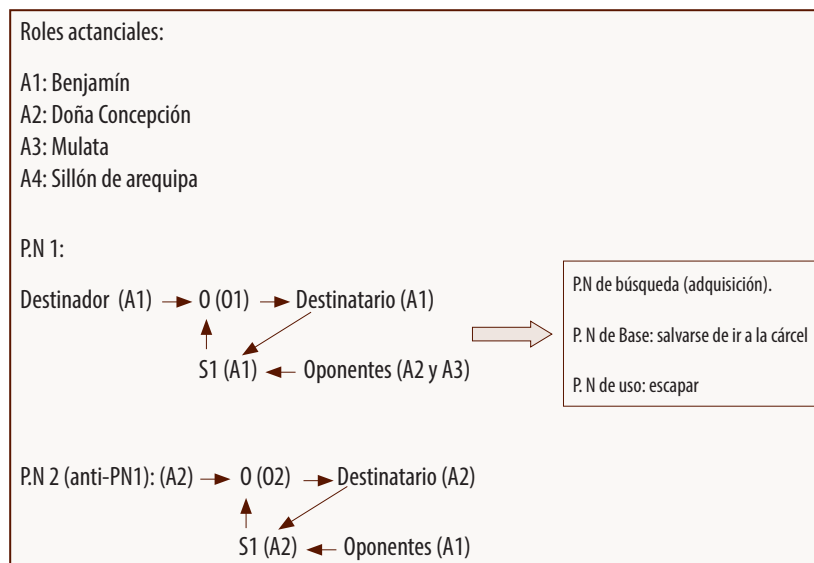 Roles actanciales:
A1: Benjamín
A2: Doña Concepción
A3: Mulata
A4: Sillón de arequipa
P.N 1:
Destinador (A1) O (O1) Destinatario (A1)
S1 (A1) Oponentes (A2 y A3)
P.N de búsqueda (adquisición).
P. N de Base: salvarse de ir a la cárcel
P. N de uso: escapar
P.N 2 (anti-PN1): (A2) O (O2) Destinatario (A2)
S1 (A2) Oponentes (A1)